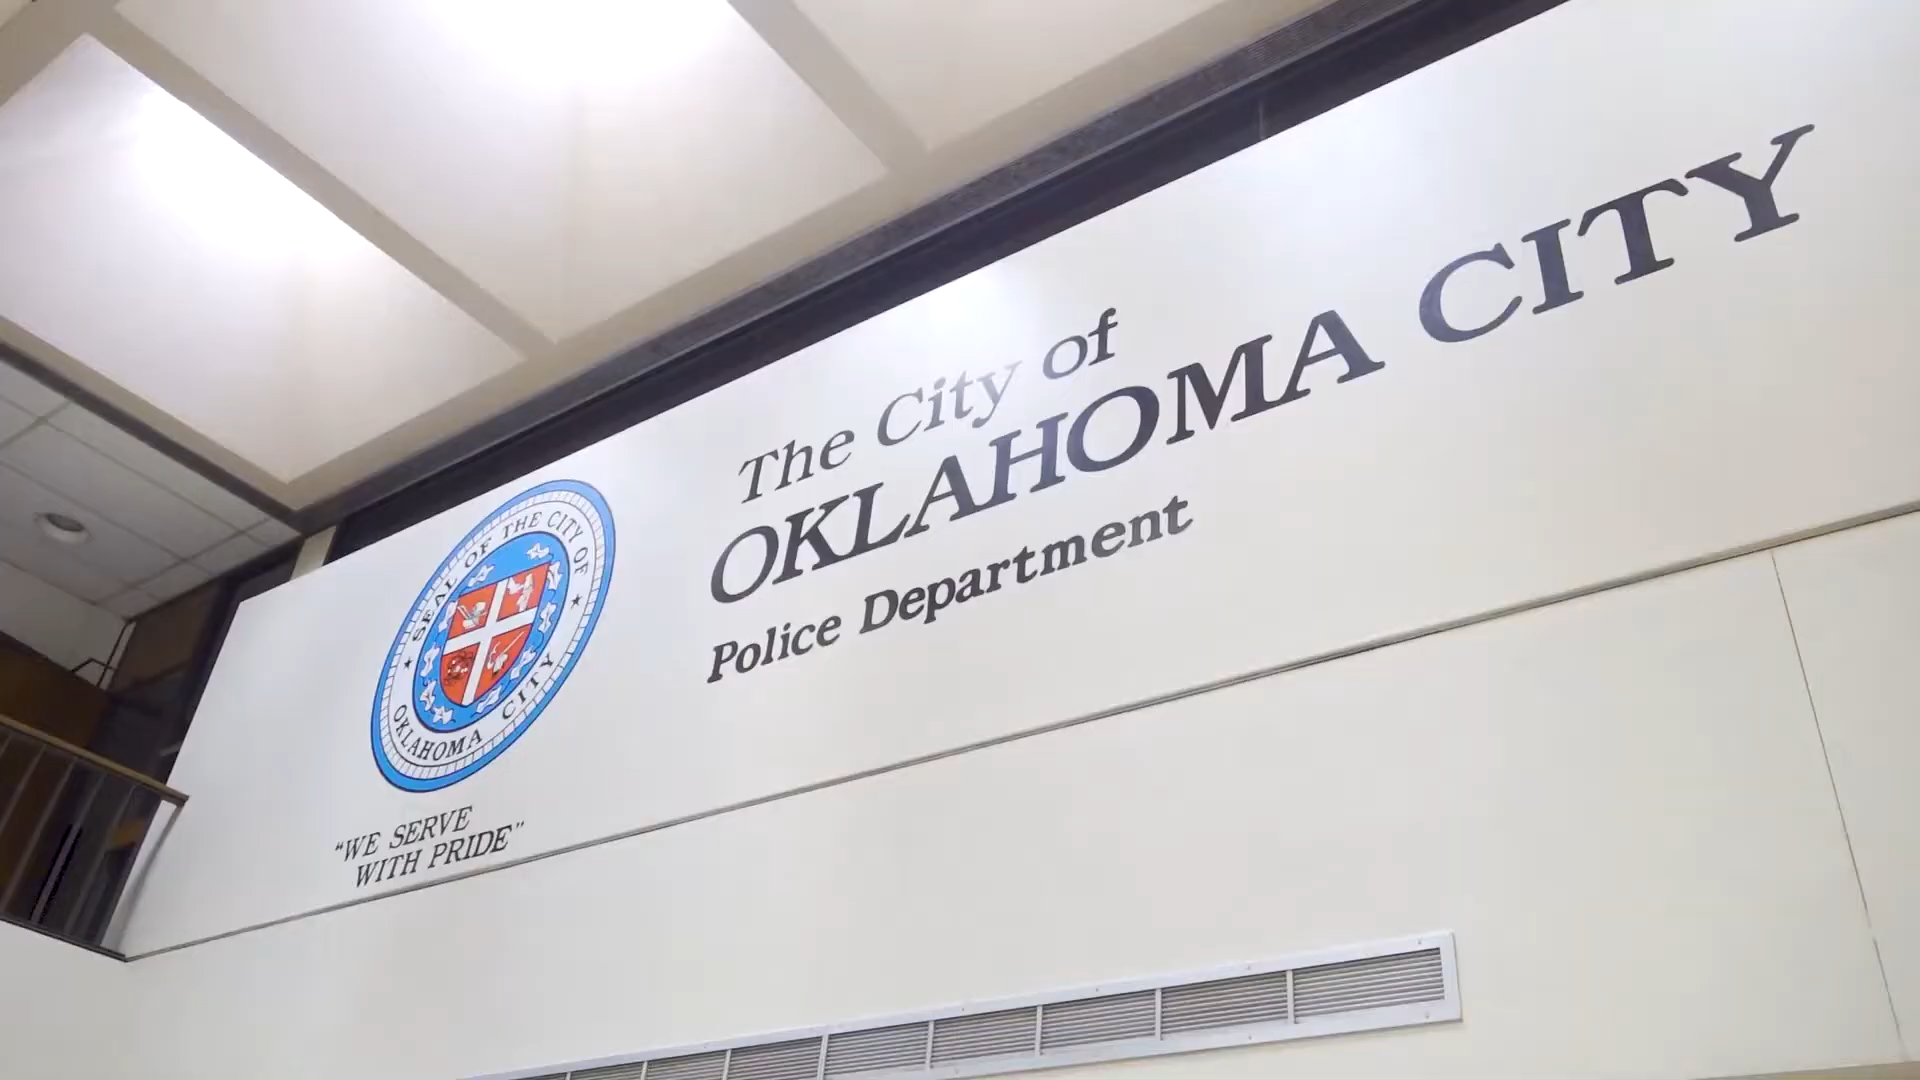 The City of
OKLAHOMA CITY
Police Department
SEAL OF THE CITY OF
OKLAHOMA CITY
"WE SERVE
WITH PRIDE"